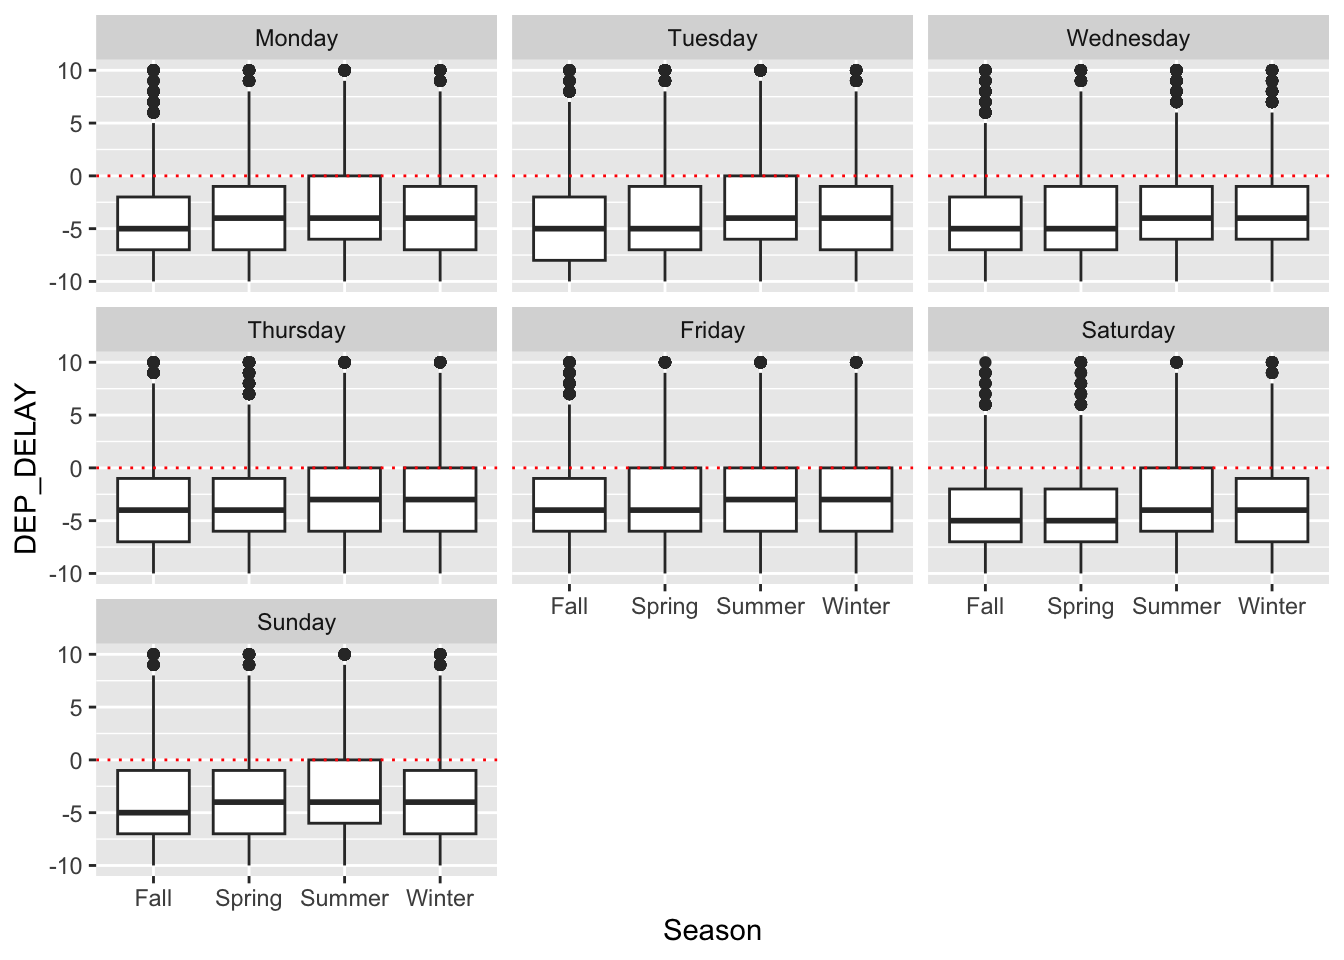 Monday Tuesday Wednesday
10
5
0
-5
-10
Thursday Friday Saturday
10
5
0
-5
-10
Fall Spring Summer Winter Fall Spring Summer Winter
Sunday
10
5
0
-5
-10
Fall Spring Summer Winter
DEP_DELAY
Season